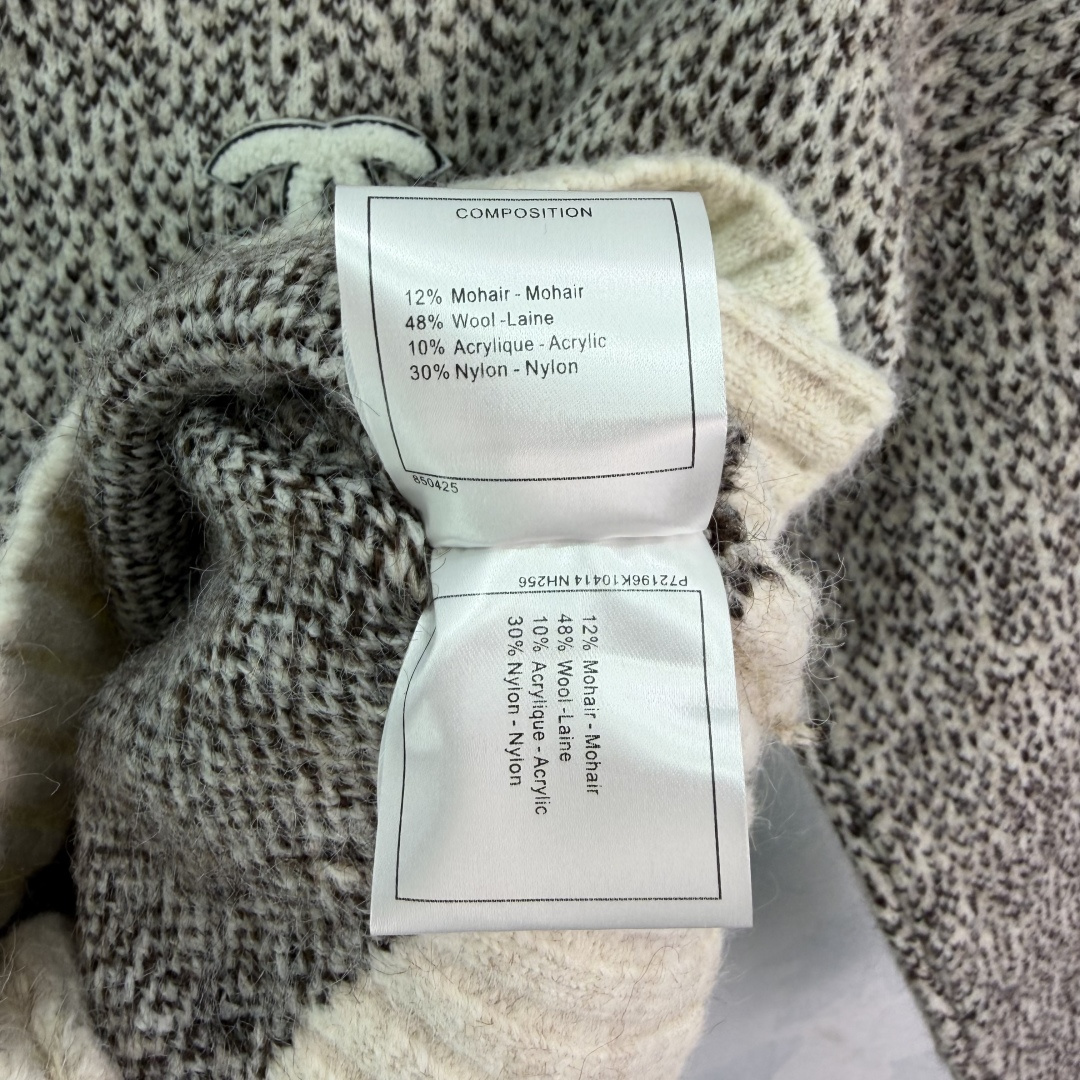 COMPOSITION
12% Mohair - Mohair
48% Wool -Laine
10% Acrylique - Acrylic
30% Nylon - Nylon
850425
P72196K10414 NH256
12% Mohair - Mohair
48% Wool -Laine
10% Acrylique - Acrylic
30% Nylon - Nylon